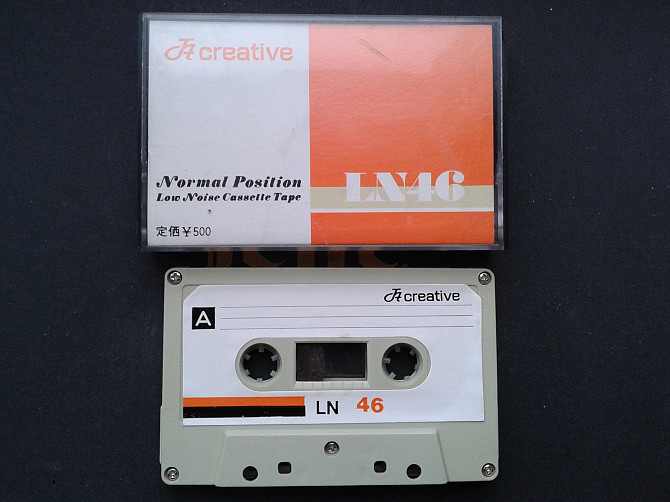 creative
Normal Position
LN46
Low Noise Cassette Tape
定価¥500
creative
A
LN 46